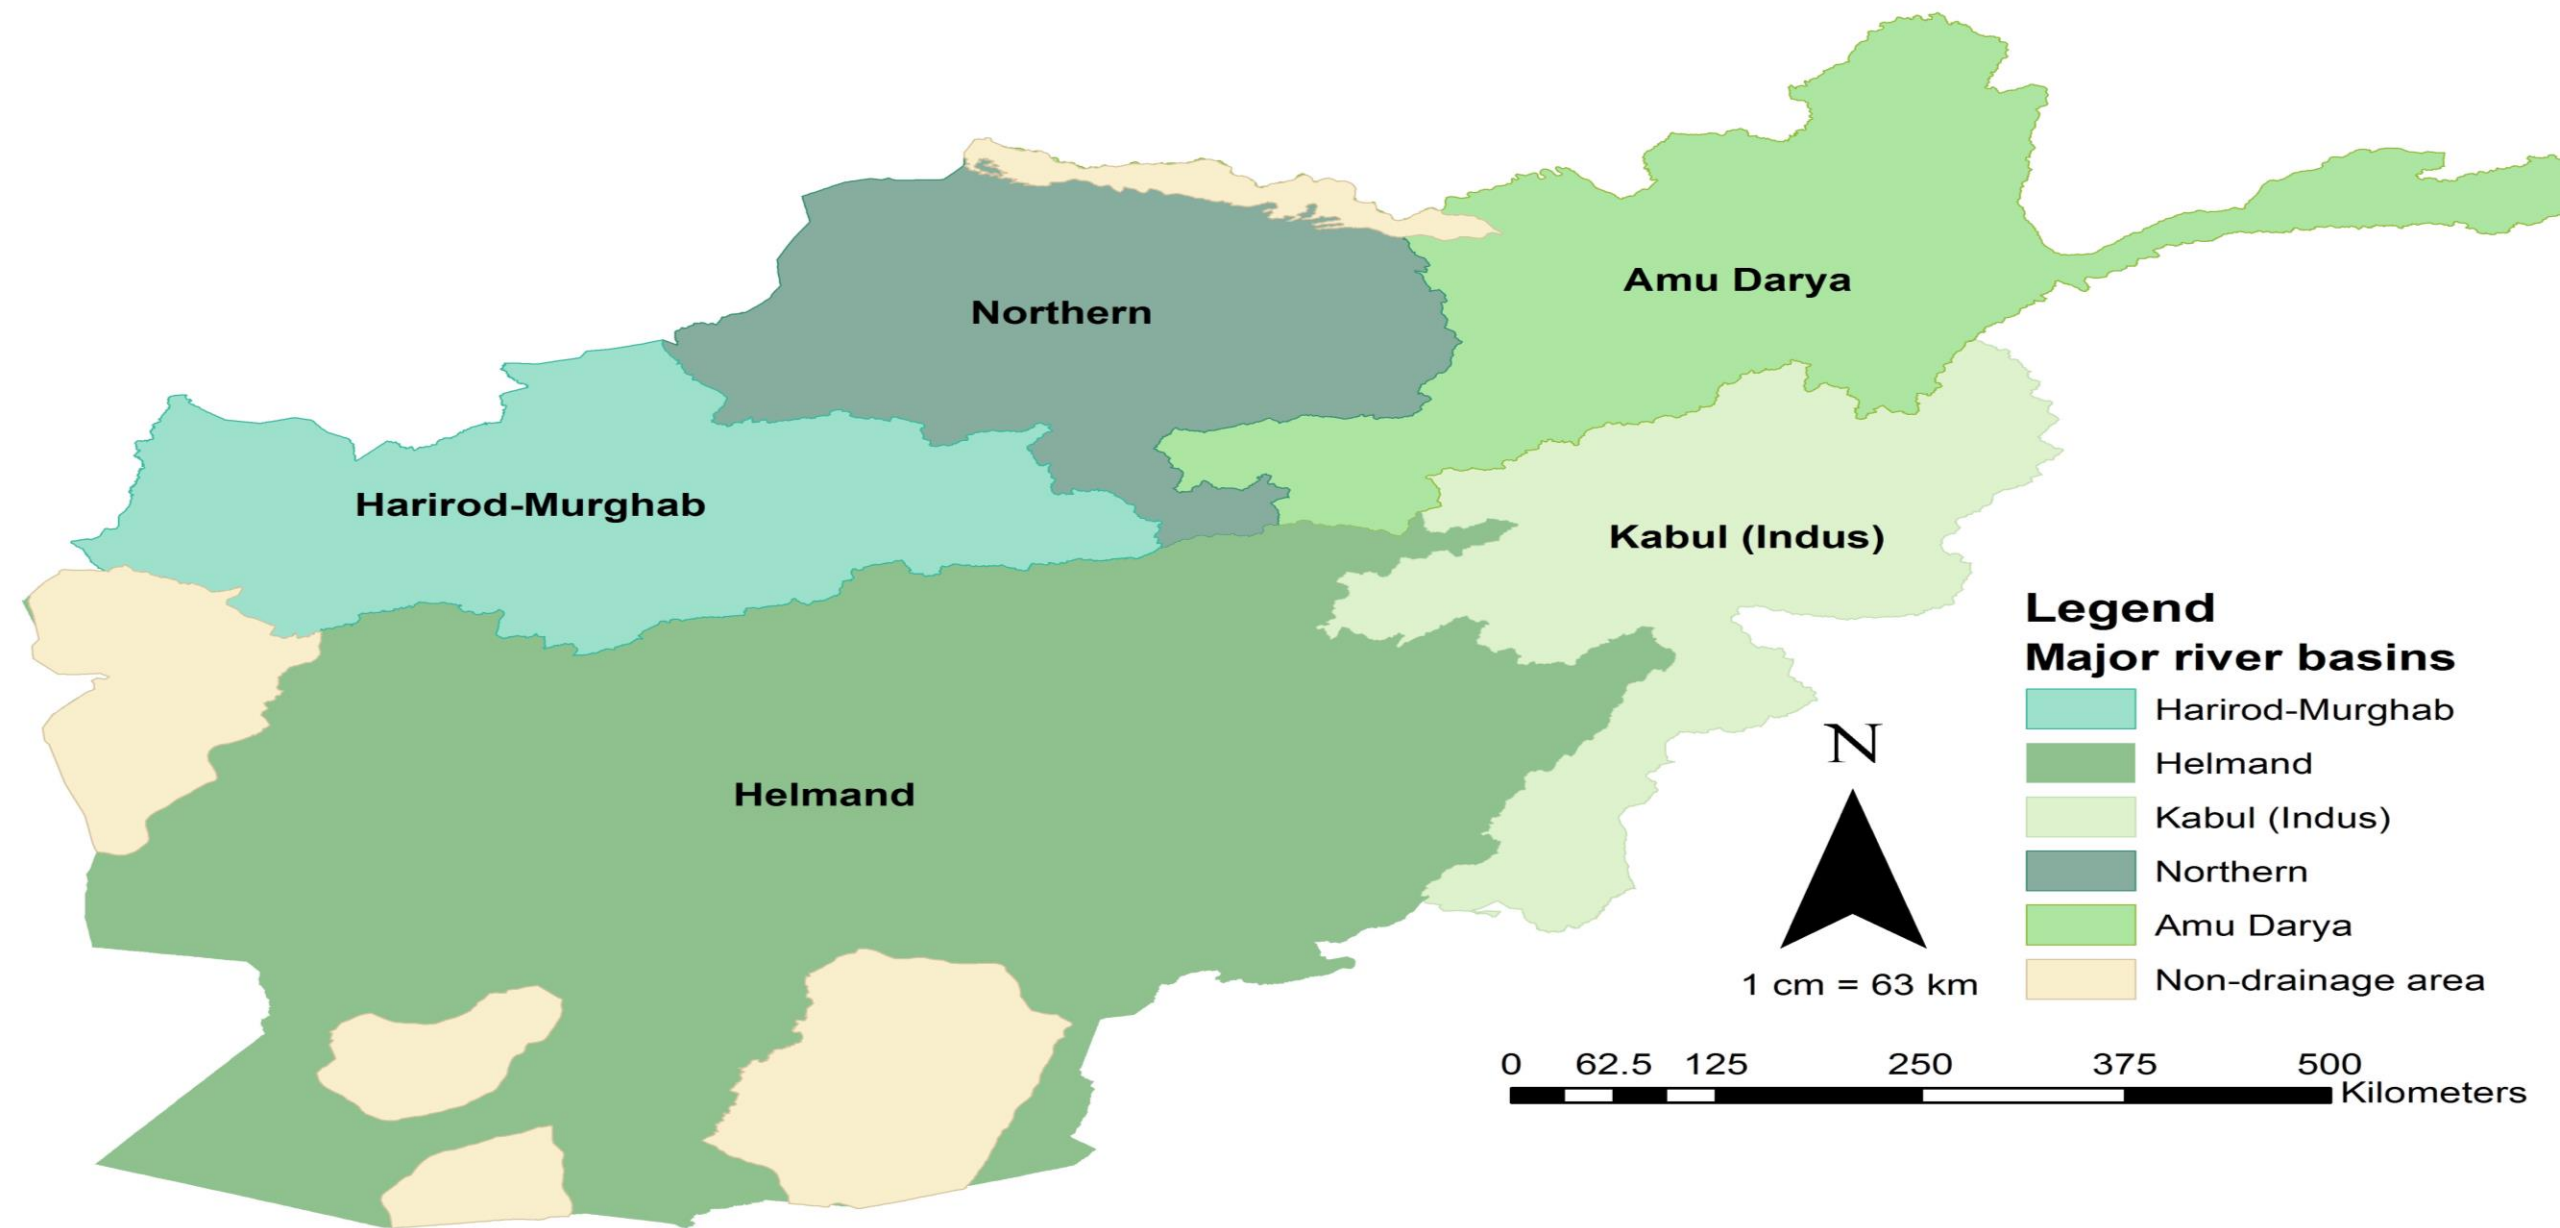 Amu Darya
Northern
Harirod-Murghab
Kabul (Indus)
Helmand
Legend
Major river basins
Harirod-Murghab
Helmand
Kabul (Indus)
Northern
Amu Darya
Non-drainage area
N
1 cm = 63 km
0 62.5 125 250 375 500
Kilometers